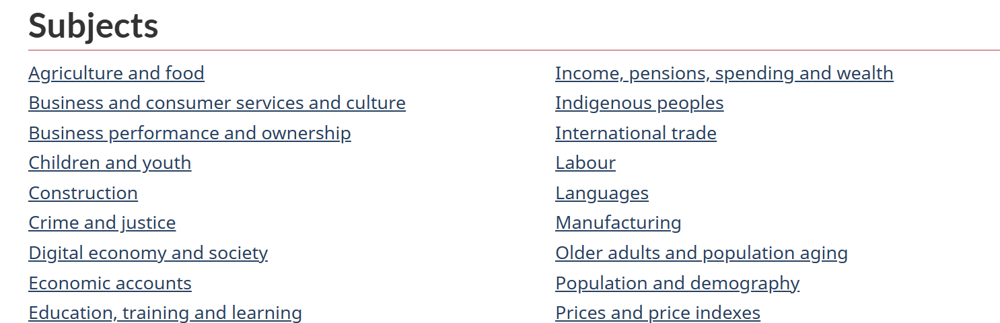 Subjects
Agriculture and food
Business and consumer services and culture
Business performance and ownership
Children and youth
Construction
Crime and justice
Digital economy and society
Economic accounts
Education, training and learning
Income, pensions, spending and wealth
Indigenous peoples
International trade
Labour
Languages
Manufacturing
Older adults and population aging
Population and demography
Prices and price indexes